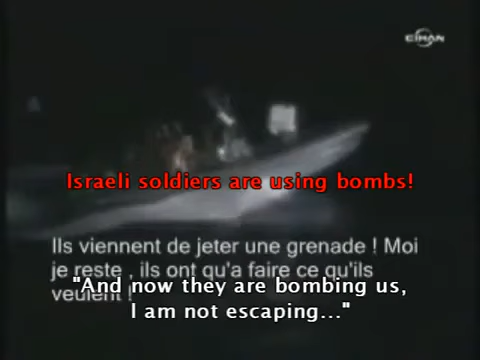 CİHAN
Israeli soldiers are using bombs!
Ils viennent de jeter une grenade ! Moi
je reste , ils ont qu'a faire ce qu'ils
veulent !
"And now they are bombing us,
I am not escaping..."